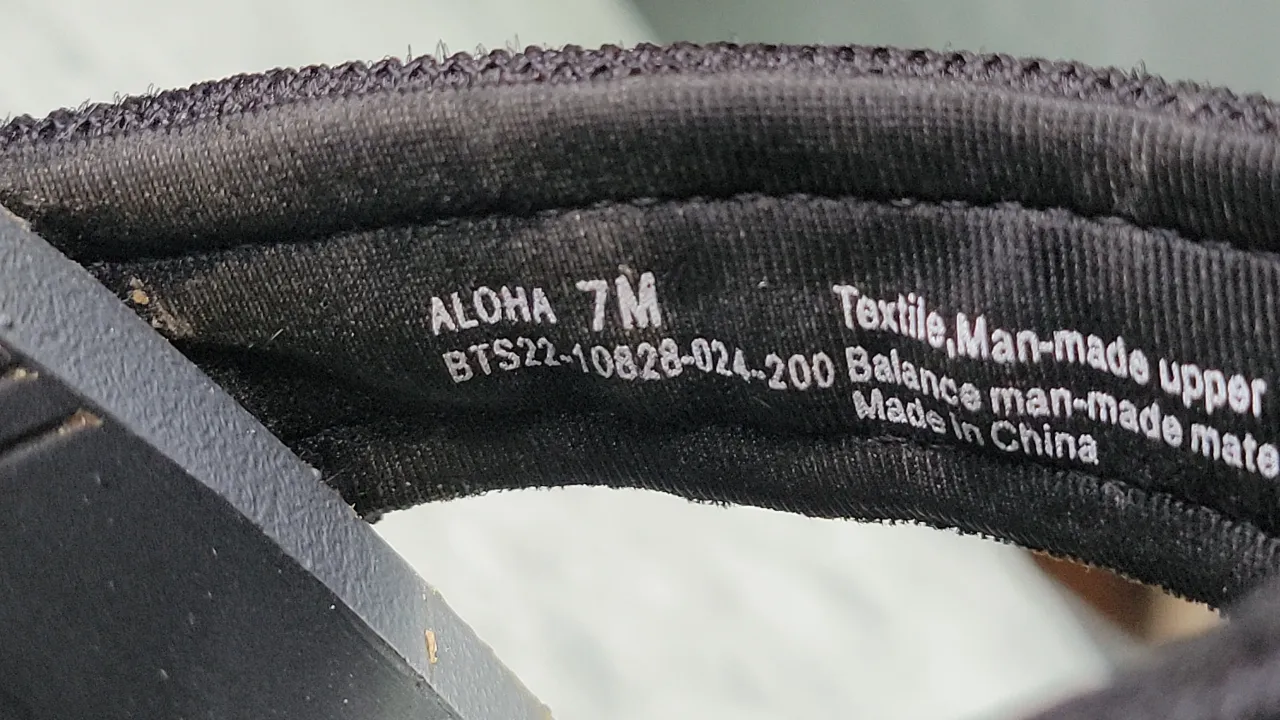 ALOHA 7M
BTS22-10828-024-200
Textile,Man-made upper
Balance man-made mate
Made in China